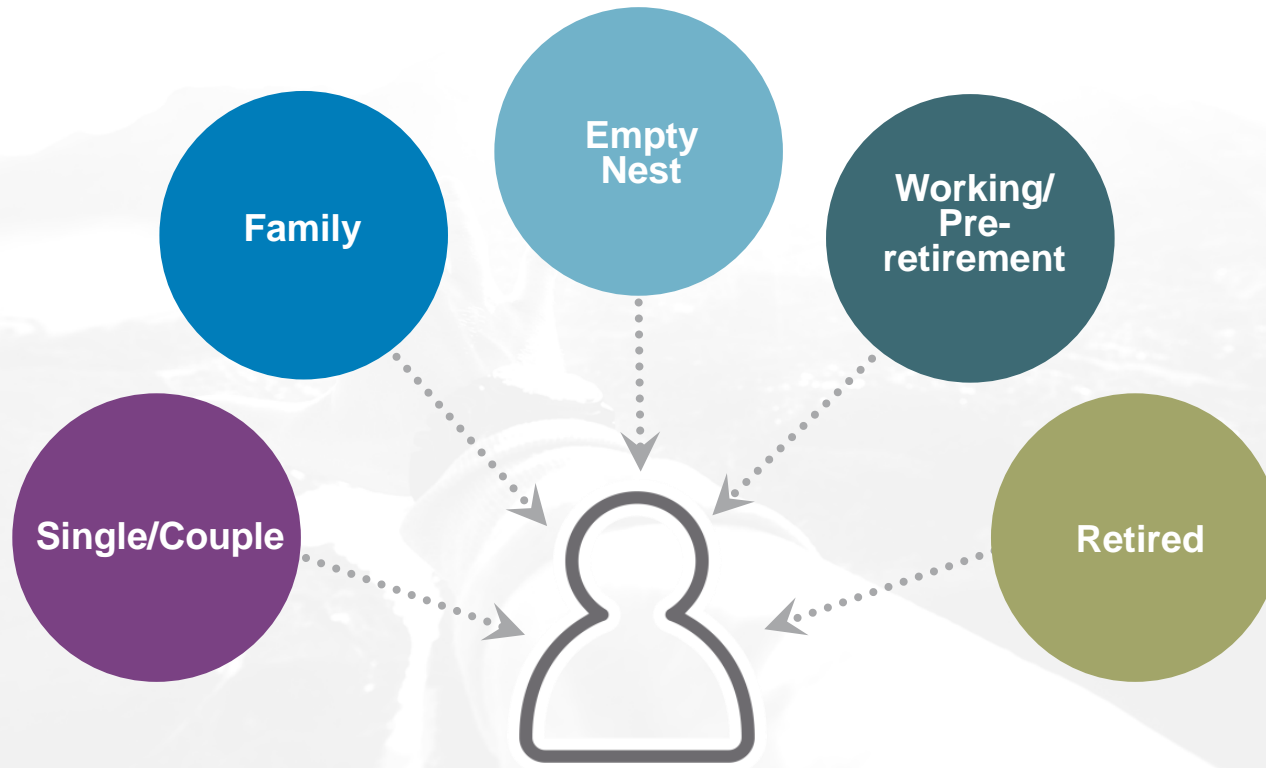 Single/Couple
Family
Empty
Nest
Working/
Pre-
retirement
Retired